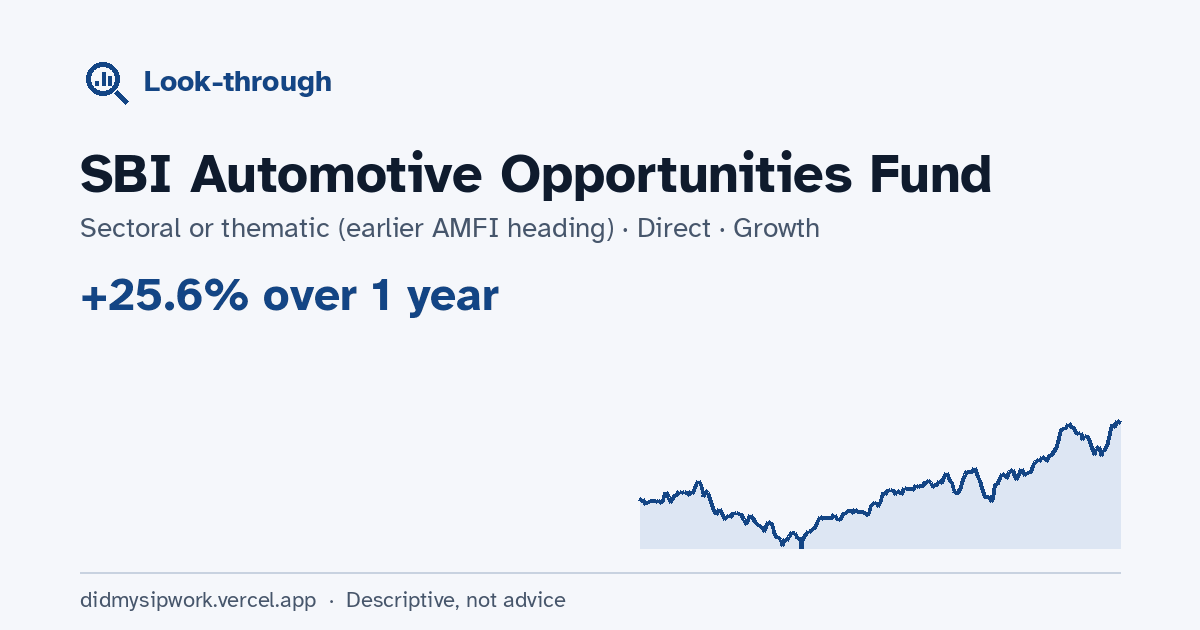 Look-through
SBI Automotive Opportunities Fund
Sectoral or thematic (earlier AMFI heading) · Direct · Growth
+25.6% over 1 year
didmysipwork.vercel.app · Descriptive, not advice